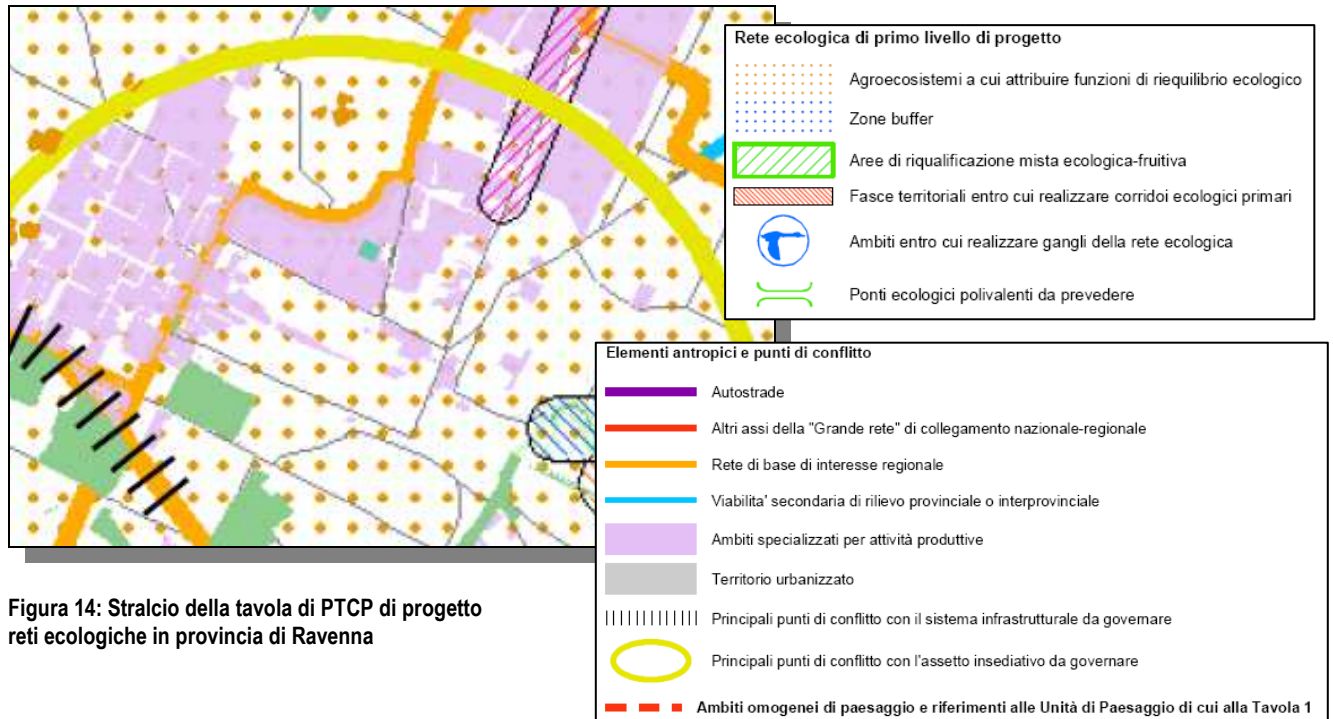 Rete ecologica di primo livello di progetto
Agroecosistemi a cui attribuire funzioni di riequilibrio ecologico
Zone buffer
Aree di riqualificazione mista ecologica-fruitiva
Fasce territoriali entro cui realizzare corridoi ecologici primari
Ambiti entro cui realizzare gangli della rete ecologica
Ponti ecologici polivalenti da prevedere
Elementi antropici e punti di conflitto
Autostrade
Altri assi della "Grande rete" di collegamento nazionale-regionale
Rete di base di interesse regionale
Viabilita' secondaria di rilievo provinciale o interprovinciale
Ambiti specializzati per attività produttive
Territorio urbanizzato
Principali punti di conflitto con il sistema infrastrutturale da governare
Principali punti di conflitto con l'assetto insediativo da governare
Ambiti omogenei di paesaggio e riferimenti alle Unità di Paesaggio di cui alla Tavola 1
Figura 14: Stralcio della tavola di PTCP di progetto
reti ecologiche in provincia di Ravenna